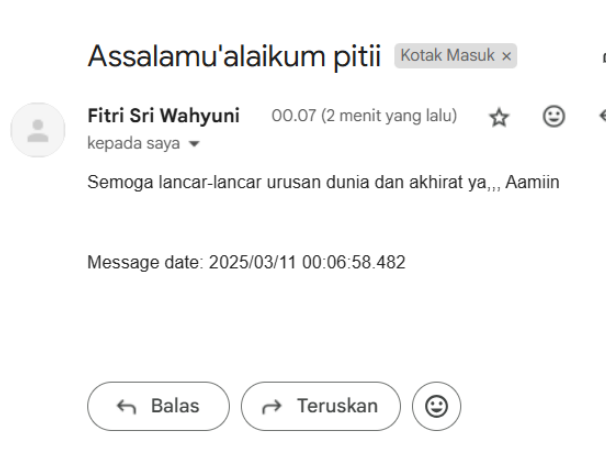 Assalamu'alaikum pitii Kotak Masuk ×
Fitri Sri Wahyuni 00.07 (2 menit yang lalu)
kepada saya
Semoga lancar-lancar urusan dunia dan akhirat ya,,, Aamiin
Message date: 2025/03/11 00:06:58.482
Balas Teruskan